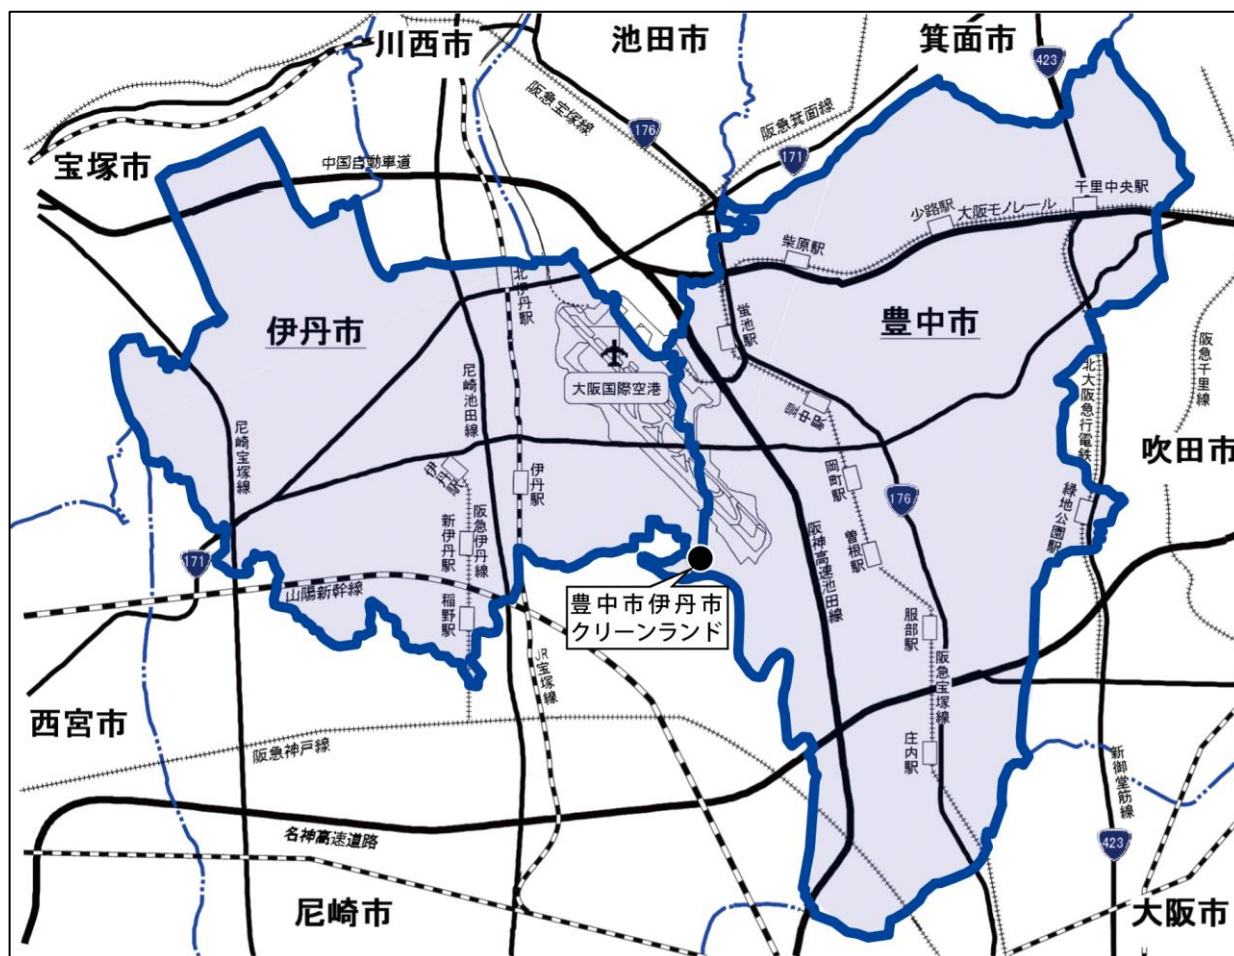 川西市
池田市
箕面市
423
阪急宝塚線
176
阪急箕面線
171
宝塚市
中国自動車道
千里中央駅
少路駅
大阪モノレール
柴原駅
北伊丹駅
伊丹市
豊中市
蛍池駅
阪急千里線
尼崎池田線
大阪国際空港
北大阪急行電鉄
豊中駅
尼崎宝塚線
吹田市
伊丹駅
伊丹駅
岡町駅
176
緑地公園駅
新伊丹駅
阪急伊丹線
阪神高速池田線
曽根駅
171
山陽新幹線
稲野駅
豊中市伊丹市
クリーンランド
服部駅
JR宝塚線
阪急宝塚線
西宮市
阪急神戸線
庄内駅
新御堂筋線
名神高速道路
423
尼崎市
大阪市